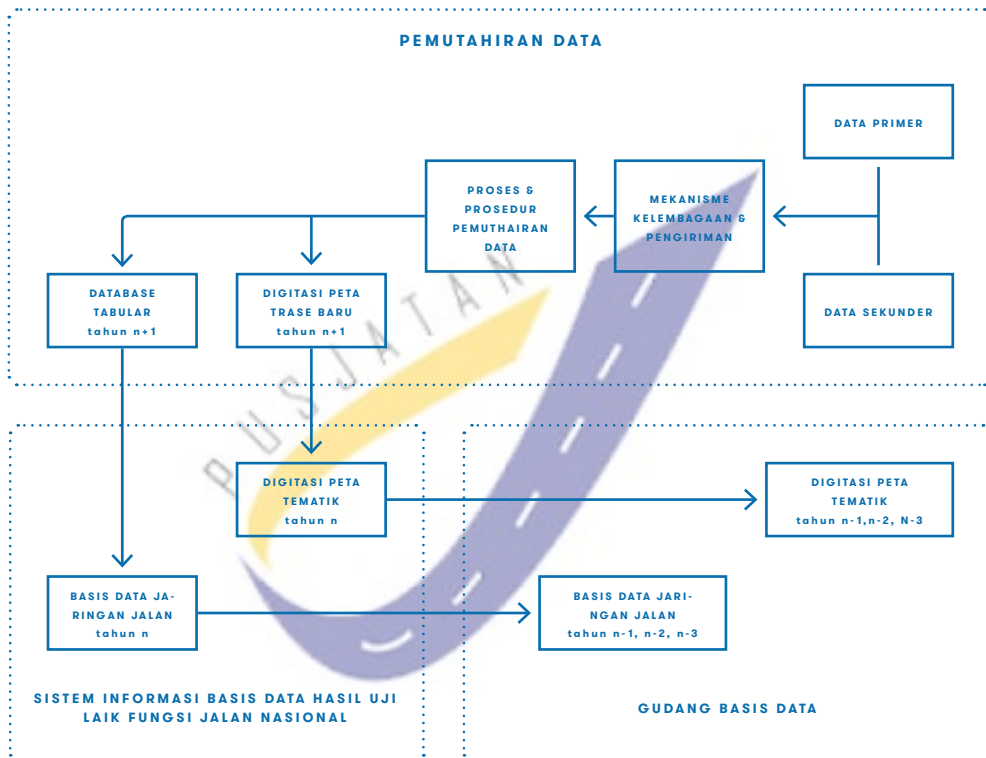 PEMUTAHIRAN DATA
DATA PRIMER
PROSES &
PROSEDUR
PEMUTHAIRAN
DATA
MEKANISME
KELEMBAGAAN &
PENGIRIMAN
DATABASE
TABULAR
tahun n+1
DIGITASI PETA
TRASE BARU
tahun n+1
DATA SEKUNDER
PUSJATAN
DIGITASI PETA
TEMATIK
tahun n
DIGITASI PETA
TEMATIK
tahun n-1,n-2, N-3
BASIS DATA JA-
RINGAN JALAN
tahun n
BASIS DATA JARI-
NGAN JALAN
tahun n-1, n-2, n-3
SISTEM INFORMASI BASIS DATA HASIL UJI
LAIK FUNGSI JALAN NASIONAL
GUDANG BASIS DATA